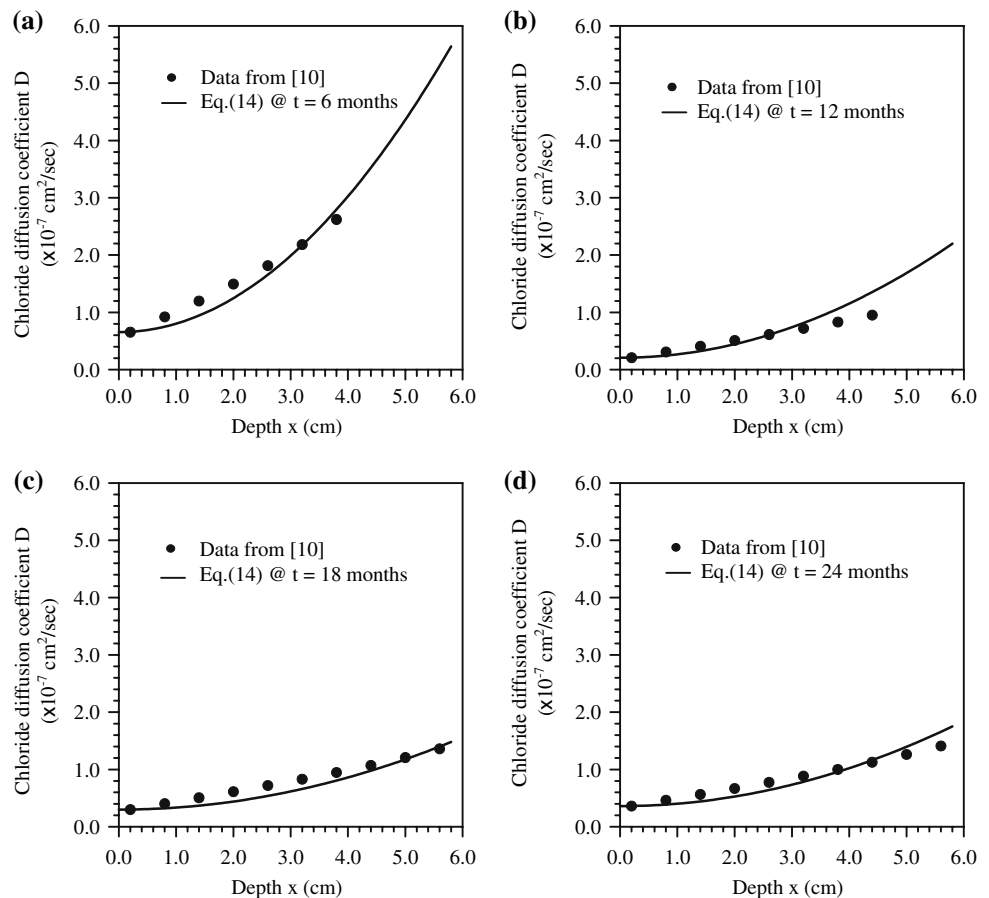 (a)
Chloride diffusion coefficient D
(x10-7 cm2/sec)
6.0
5.0
4.0
3.0
2.0
1.0
0.0
Data from [10]
Eq.(14) @ t = 6 months
0.0 1.0 2.0 3.0 4.0 5.0 6.0
Depth x (cm)
(b)
Chloride diffusion coefficient D
(x10-7 cm2/sec)
6.0
5.0
4.0
3.0
2.0
1.0
0.0
Data from [10]
Eq.(14) @ t = 12 months
0.0 1.0 2.0 3.0 4.0 5.0 6.0
Depth x (cm)
(c)
Chloride diffusion coefficient D
(x10-7 cm2/sec)
6.0
5.0
4.0
3.0
2.0
1.0
0.0
Data from [10]
Eq.(14) @ t = 18 months
0.0 1.0 2.0 3.0 4.0 5.0 6.0
Depth x (cm)
(d)
Chloride diffusion coefficient D
(x10-7 cm2/sec)
6.0
5.0
4.0
3.0
2.0
1.0
0.0
Data from [10]
Eq.(14) @ t = 24 months
0.0 1.0 2.0 3.0 4.0 5.0 6.0
Depth x (cm)